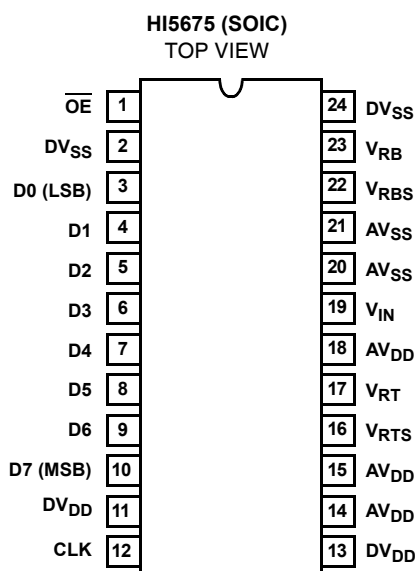 HI5675 (SOIC)
TOP VIEW
OE 1 24 DVSS
DVSS 2 23 VRB
D0 (LSB) 3 22 VRBS
D1 4 21 AVSS
D2 5 20 AVSS
D3 6 19 VIN
D4 7 18 AVDD
D5 8 17 VRT
D6 9 16 VRTS
D7 (MSB) 10 15 AVDD
DVDD 11 14 AVDD
CLK 12 13 DVDD